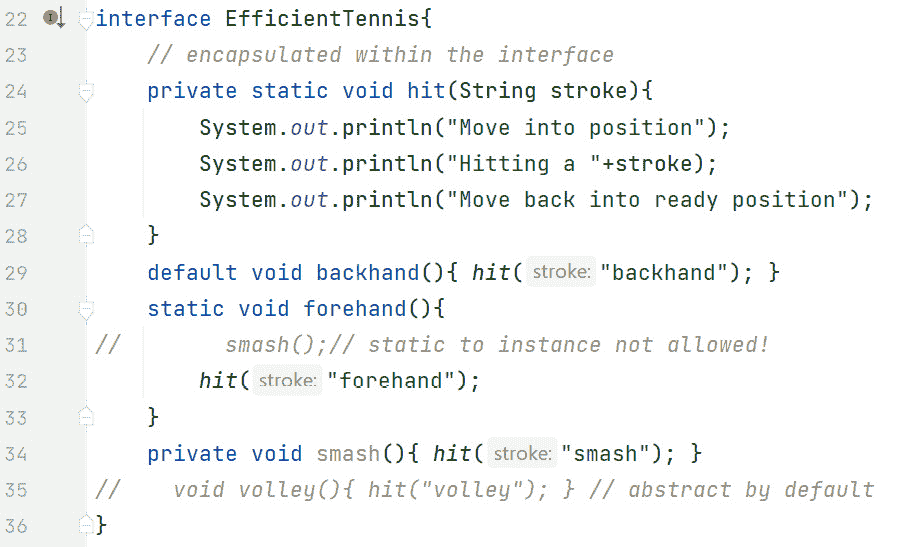 22 interface EfficientTennis{
23 // encapsulated within the interface
24 private static void hit(String stroke){
25 System.out.println("Move into position");
26 System.out.println("Hitting a "+stroke);
27 System.out.println("Move back into ready position");
28 }
29 default void backhand(){ hit( stroke: "backhand"); }
30 static void forehand(){
31 // smash();// static to instance not allowed!
32 hit( stroke: "forehand");
33 }
34 private void smash(){ hit( stroke: "smash"); }
35 // void volley(){ hit("volley"); } // abstract by default
36 }